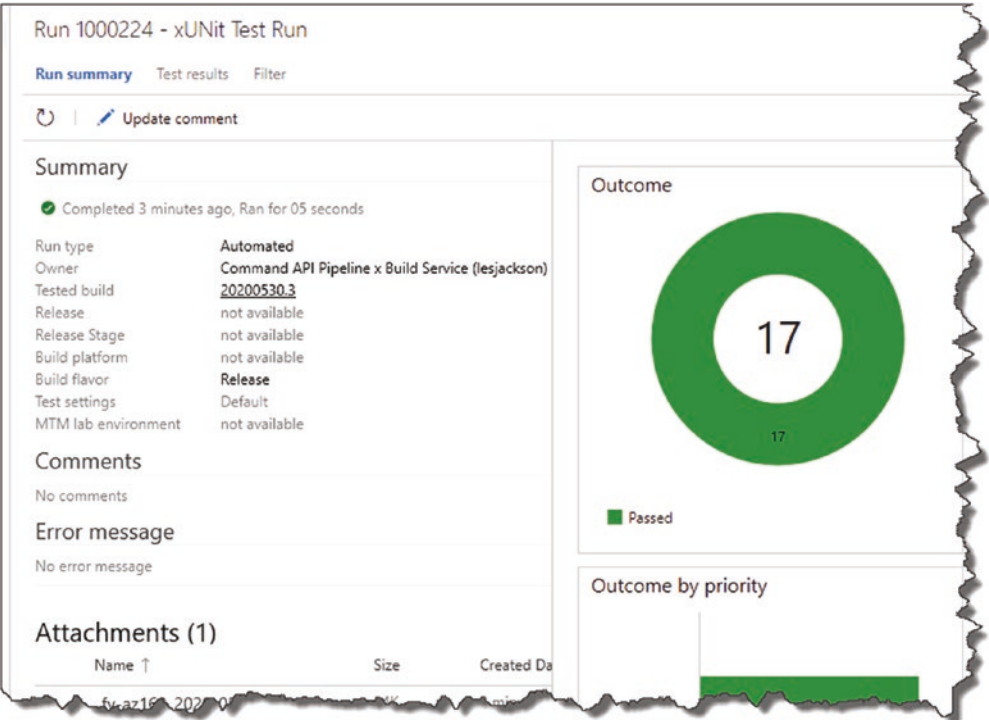 Run 1000224 - xUNit Test Run
Run summary Test results Filter
Update comment
Summary
Completed 3 minutes ago, Ran for 05 seconds
Run type Automated
Owner Command API Pipeline x Build Service (lesjackson)
Tested build 20200530.3
Release not available
Release Stage not available
Build platform not available
Build flavor Release
Test settings Default
MTM lab environment not available
Comments
No comments
Error message
No error message
Attachments (1)
Name ↑ Size Created Da
Outcome
17
17
Passed
Outcome by priority